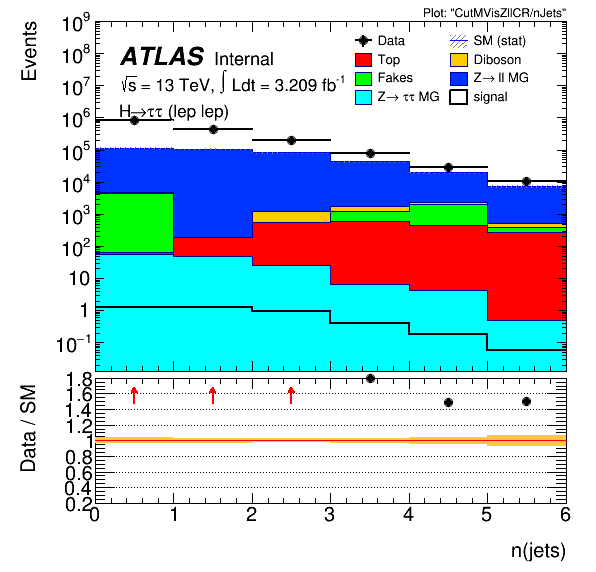 Plot: "CutMVisZllCR/nJets"
Events
ATLAS Internal
√s = 13 TeV, ∫ Ldt = 3.209 fb⁻¹
H→ττ (lep lep)
Data
SM (stat)
Top
Diboson
Fakes
Z→ ll MG
Z→ ττ MG
signal
10⁹
10⁸
10⁷
10⁶
10⁵
10⁴
10³
10²
10
1
10⁻¹
Data / SM
1.8
1.6
1.4
1.2
1
0.8
0.6
0.4
0.2
0 1 2 3 4 5 6
n(jets)